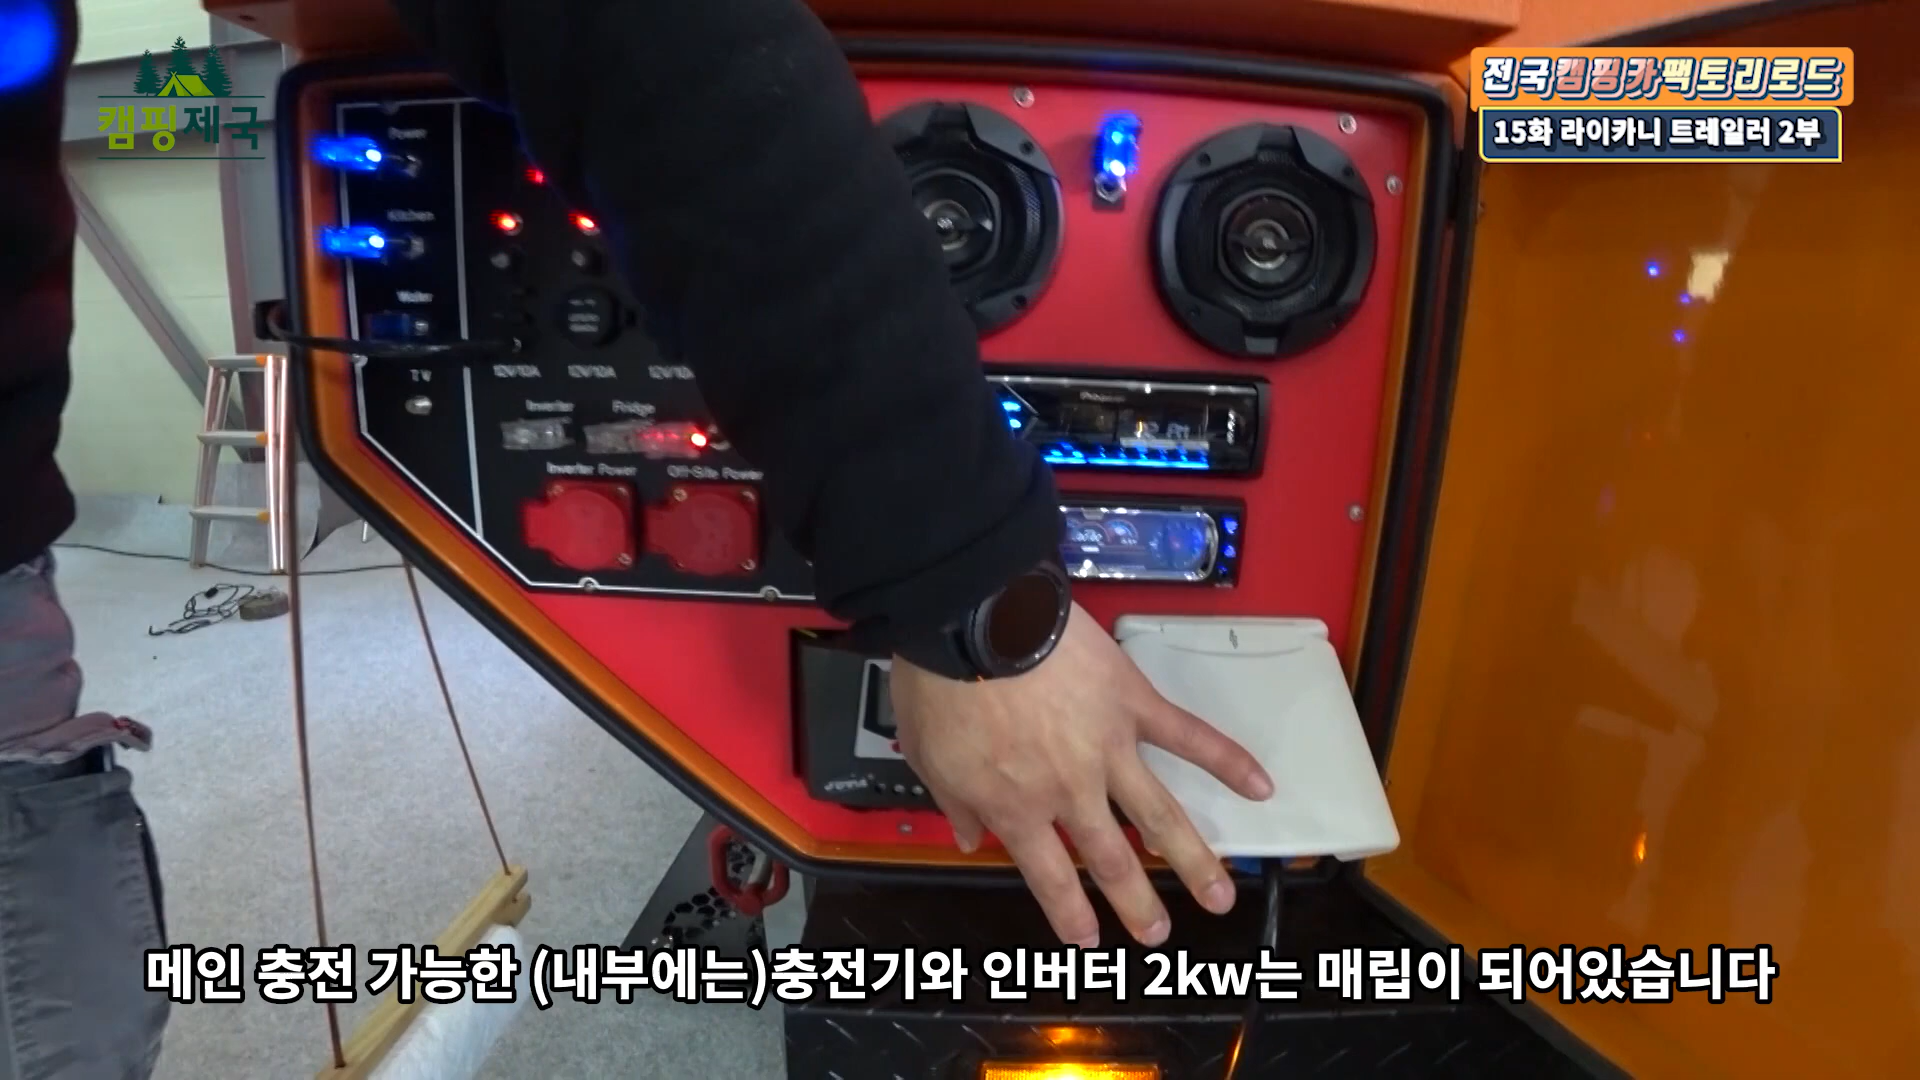 캠핑제국
전국캠핑카팩토리로드
15화 라이카니 트레일러 2부
Power
Kitchen
Water
TV
12V/10A 12V/10A 12V/10A
Inverter Fridge
Inverter Power Off-Site Power
메인 충전 가능한 (내부에는)충전기와 인버터 2kw는 매립이 되어있습니다